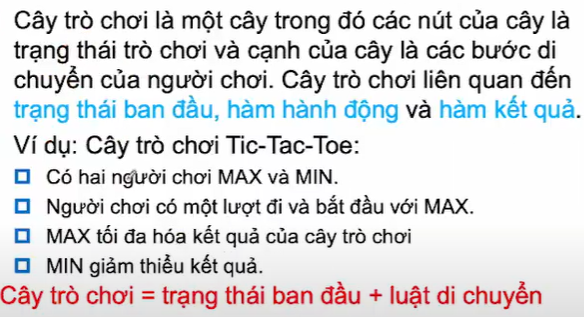 Cây trò chơi là một cây trong đó các nút của cây là
trạng thái trò chơi và cạnh của cây là các bước di
chuyển của người chơi. Cây trò chơi liên quan đến
trạng thái ban đầu, hàm hành động và hàm kết quả.
Ví dụ: Cây trò chơi Tic-Tac-Toe:
Có hai người chơi MAX và MIN.
Người chơi có một lượt đi và bắt đầu với MAX.
MAX tối đa hóa kết quả của cây trò chơi
MIN giảm thiểu kết quả.
Cây trò chơi = trạng thái ban đầu + luật di chuyển